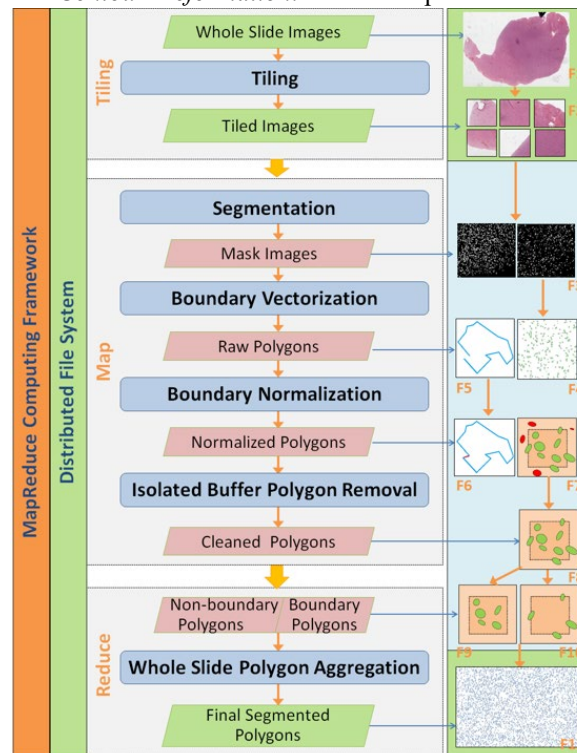 MapReduce Computing Framework
Distributed File System
Tiling
Whole Slide Images
Tiling
Tiled Images
Map
Segmentation
Mask Images
Boundary Vectorization
Raw Polygons
F5
Boundary Normalization
Normalized Polygons
F6
F7
Isolated Buffer Polygon Removal
Cleaned Polygons
Reduce
Non-boundary
Polygons
Boundary
Polygons
F9
F10
Whole Slide Polygon Aggregation
Final Segmented
Polygons